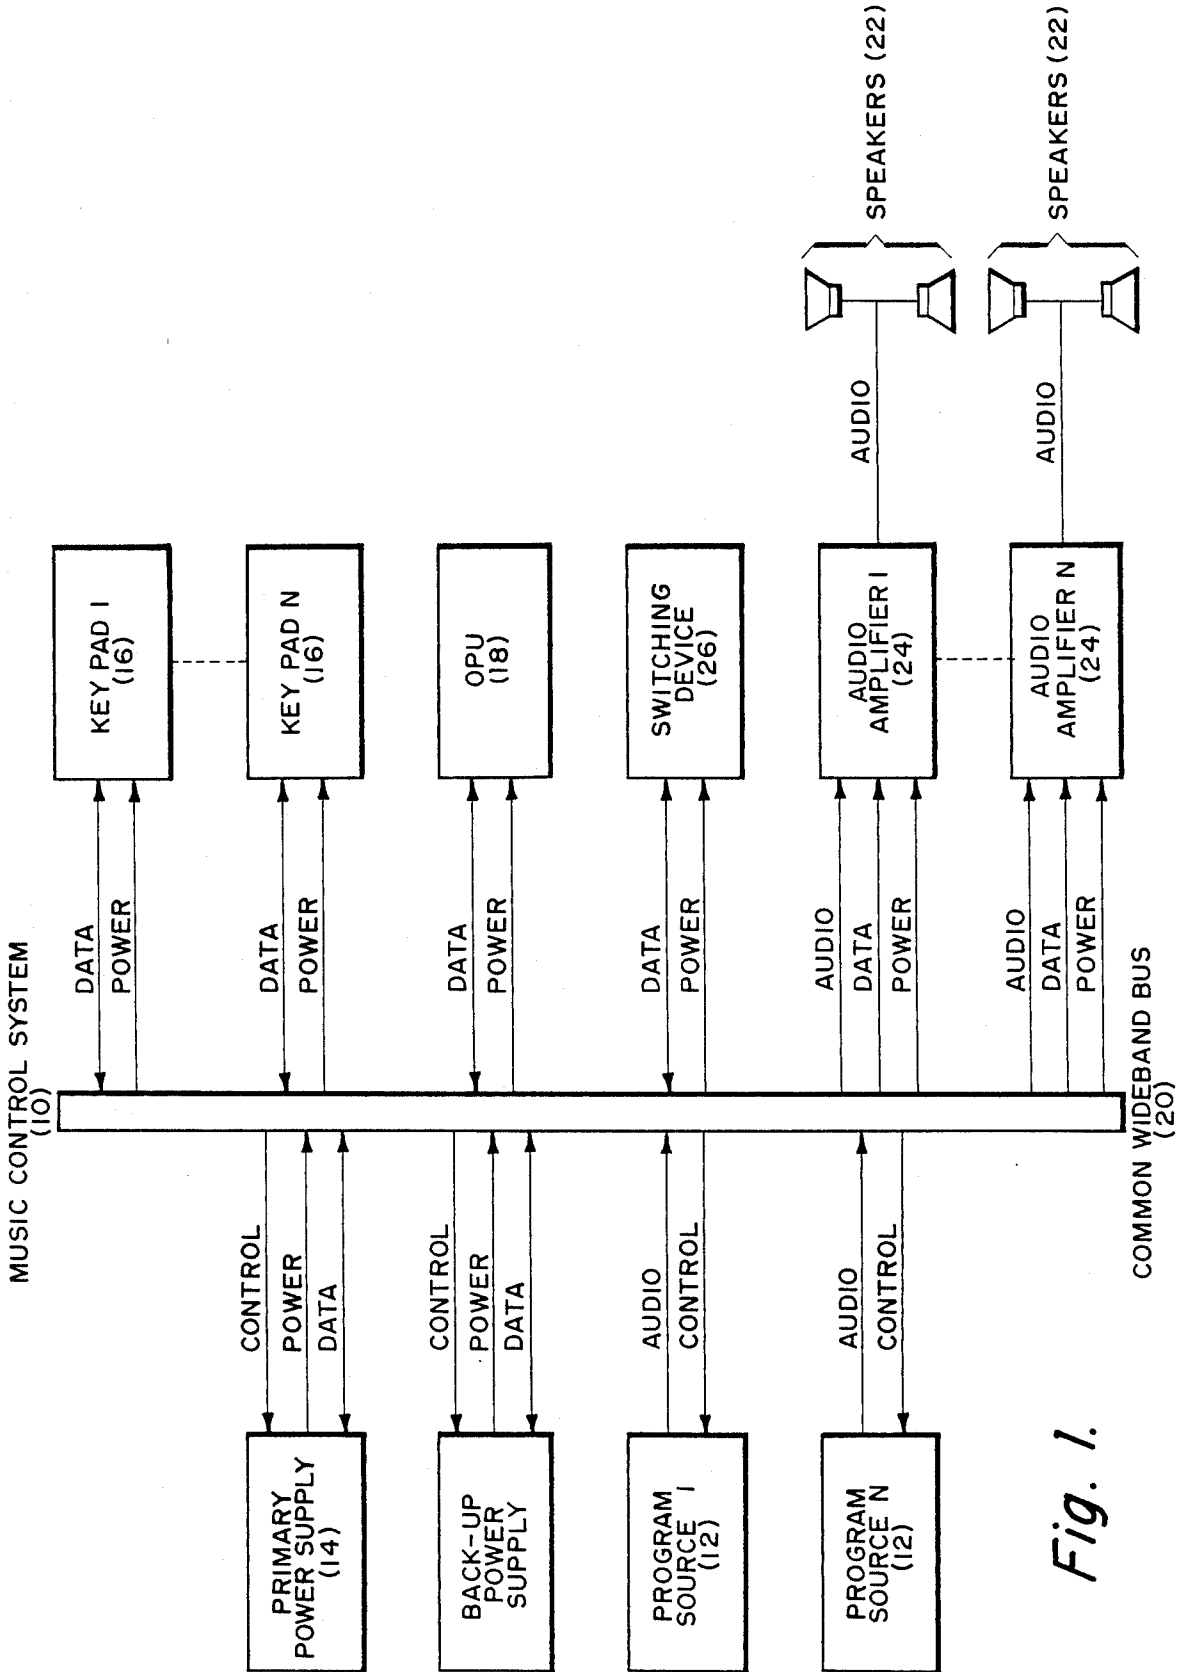 MUSIC CONTROL SYSTEM
(10)
PRIMARY
POWER SUPPLY
(14)
CONTROL
POWER
DATA
BACK-UP
POWER
SUPPLY
CONTROL
POWER
DATA
PROGRAM
SOURCE 1
(12)
AUDIO
CONTROL
PROGRAM
SOURCE N
(12)
AUDIO
CONTROL
DATA
POWER
KEY PAD 1
(16)
DATA
POWER
KEY PAD N
(16)
DATA
POWER
OPU
(18)
DATA
POWER
SWITCHING
DEVICE
(26)
AUDIO
DATA
POWER
AUDIO
AMPLIFIER 1
(24)
AUDIO
SPEAKERS (22)
AUDIO
DATA
POWER
AUDIO
AMPLIFIER N
(24)
AUDIO
SPEAKERS (22)
COMMON WIDEBAND BUS
(20)
Fig. 1.